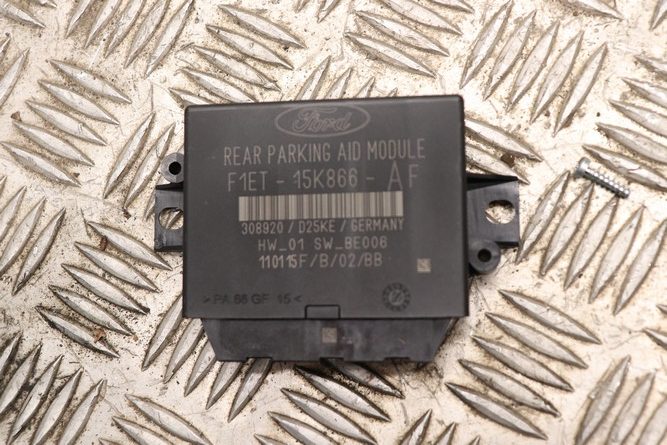 Ford
REAR PARKING AID MODULE
F1ET - 15K866 - AF
308920 / D25KE / GERMANY
HW_01 SW_BE006
110115F/B/02/BB
>PA 66 GF 15<